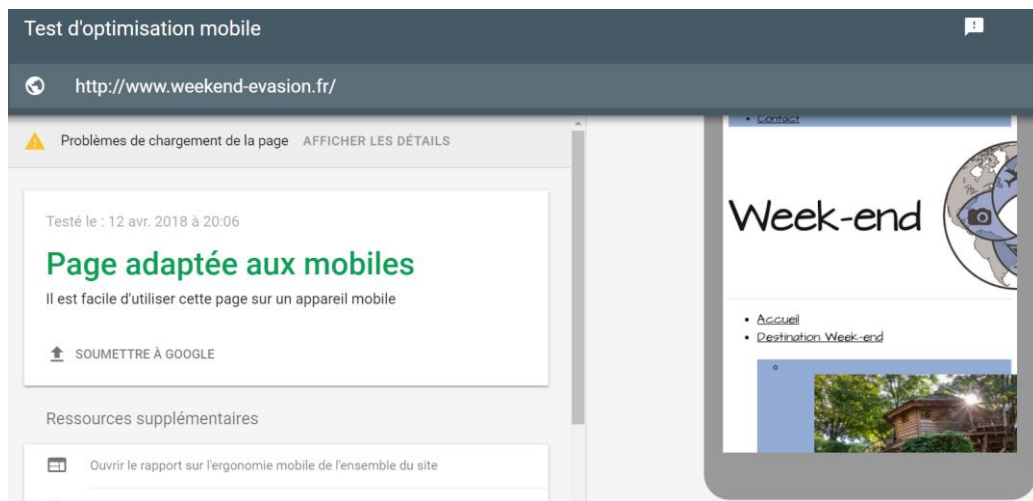 Test d'optimisation mobile
http://www.weekend-evasion.fr/
Problèmes de chargement de la page AFFICHER LES DÉTAILS
Testé le : 12 avr. 2018 à 20:06
Page adaptée aux mobiles
Il est facile d'utiliser cette page sur un appareil mobile
SOUMETTRE À GOOGLE
Ressources supplémentaires
Ouvrir le rapport sur l'ergonomie mobile de l'ensemble du site
Contact
Week-end
Accueil
Destination Week-end